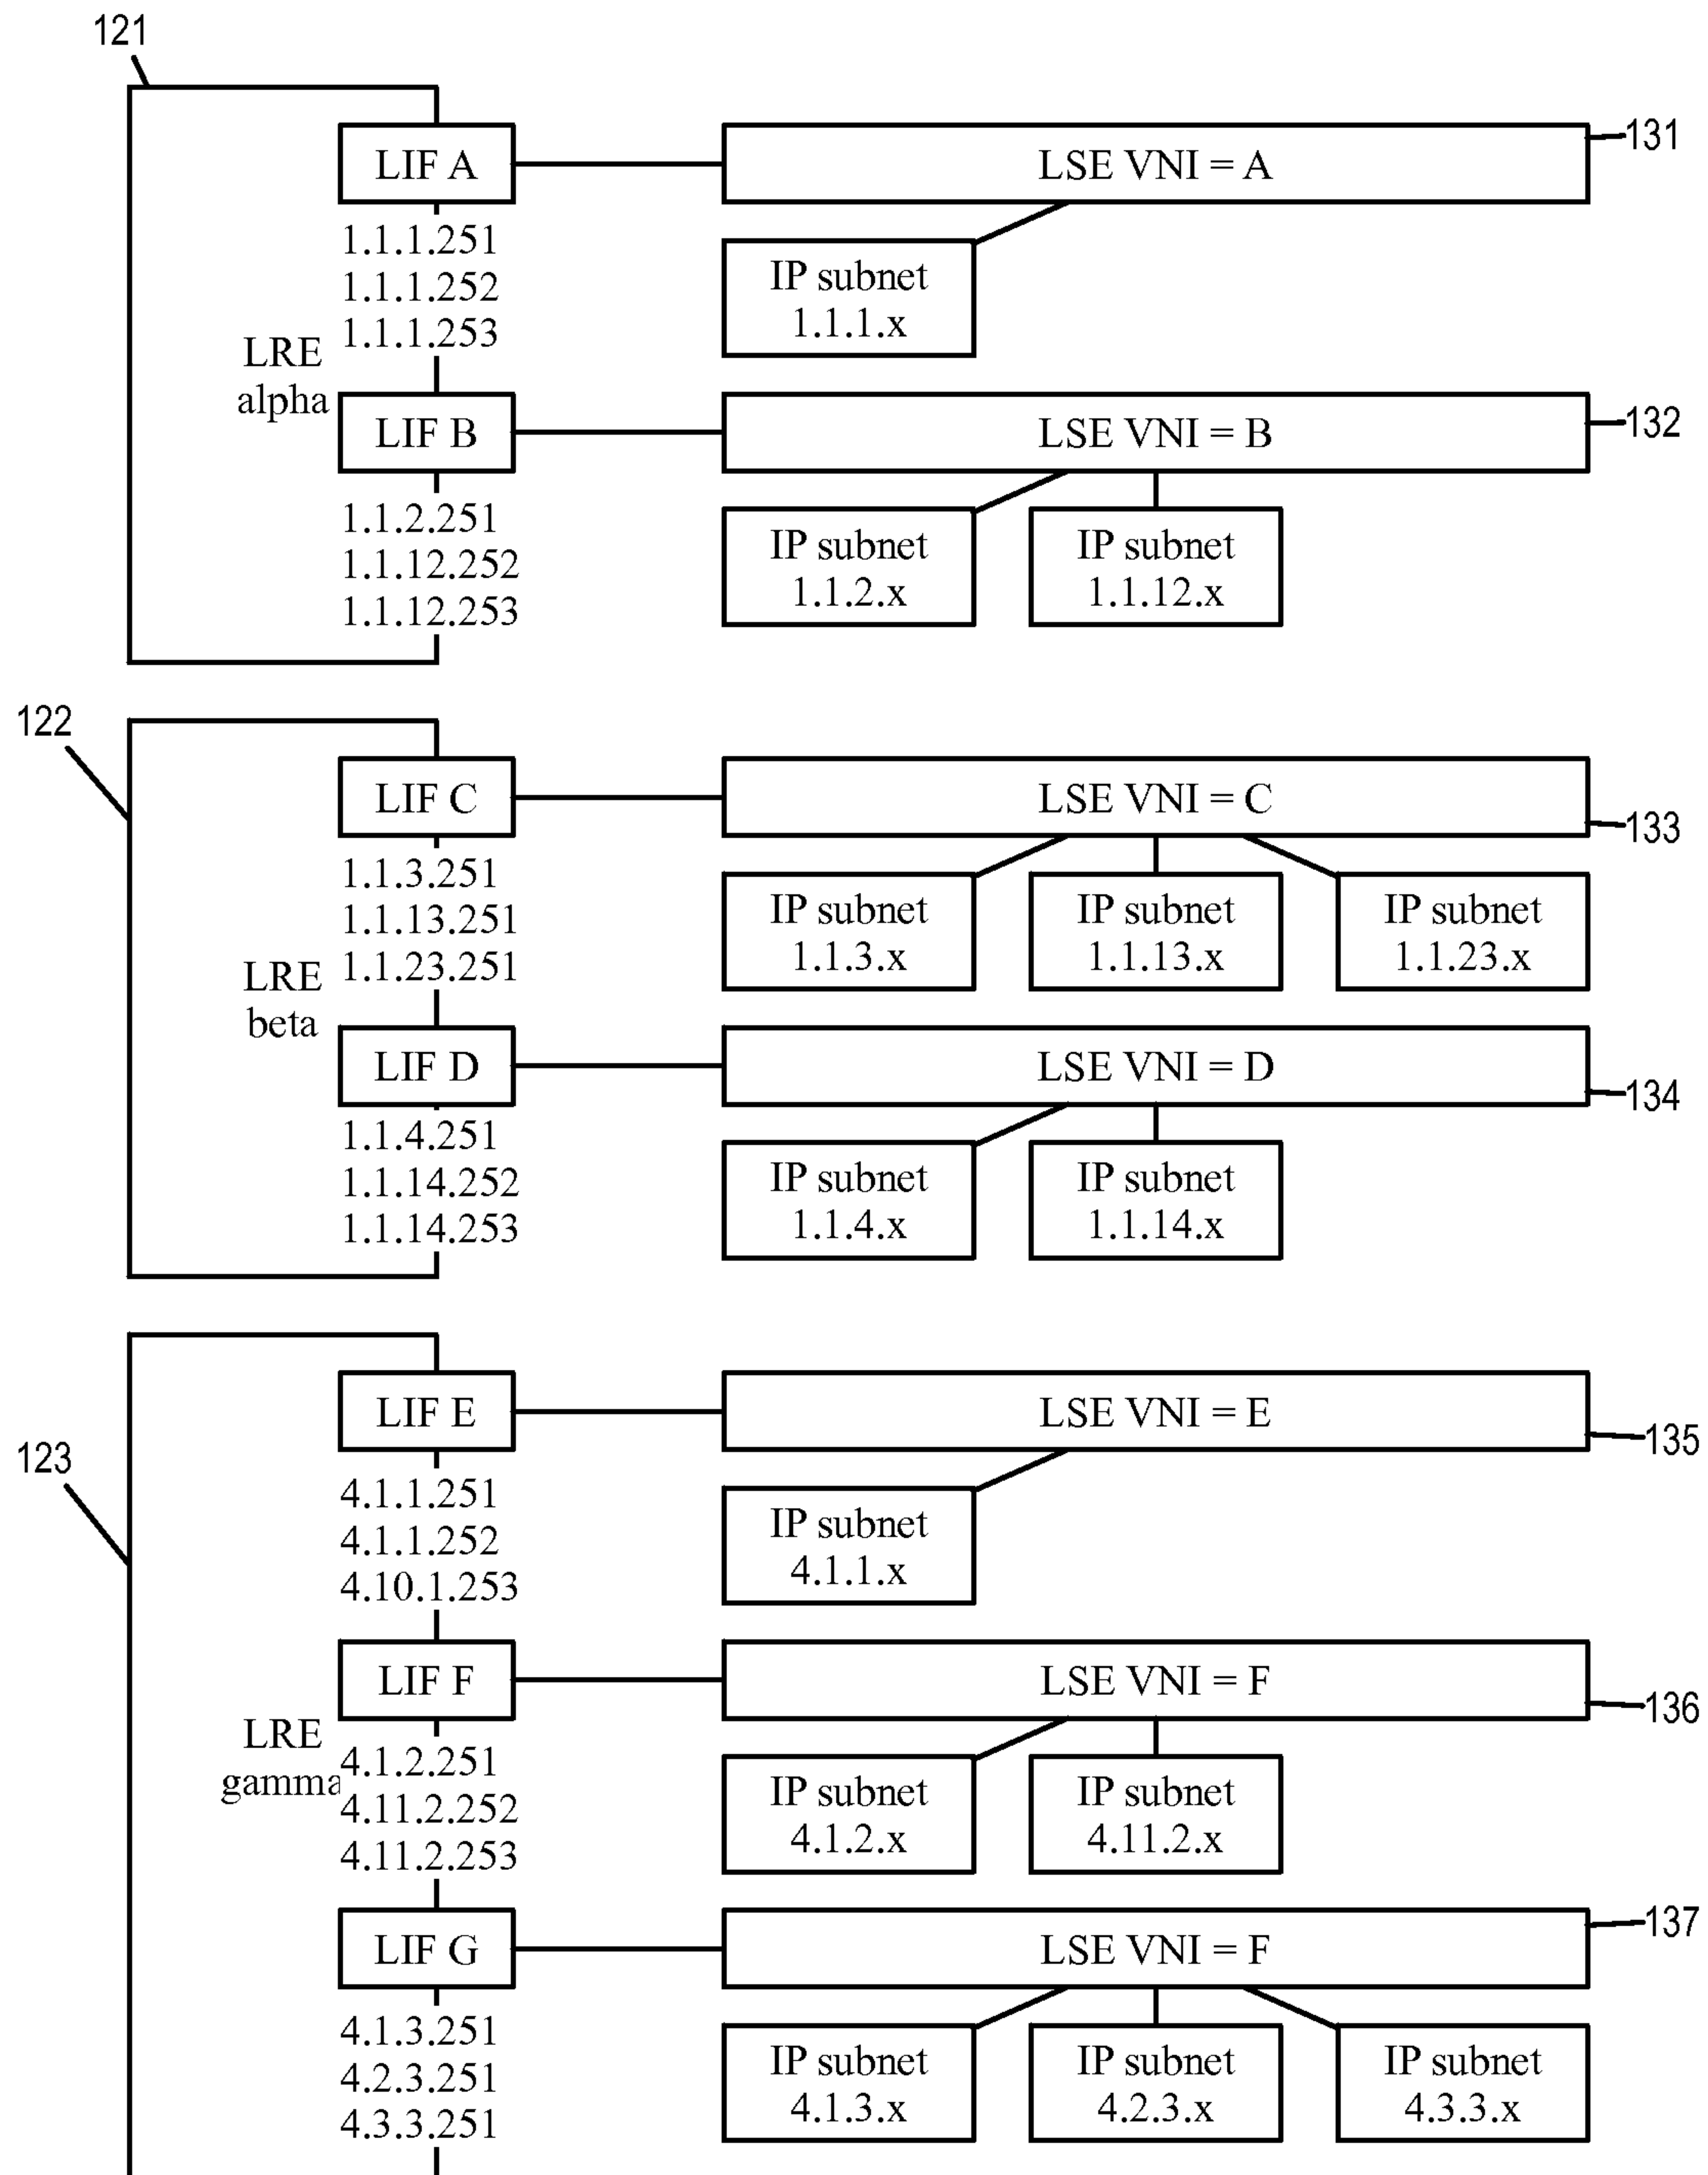 121
LIF A
LSE VNI = A
131
1.1.1.251
1.1.1.252
1.1.1.253
IP subnet
1.1.1.x
LRE
alpha
LIF B
LSE VNI = B
132
1.1.2.251
1.1.12.252
1.1.12.253
IP subnet
1.1.2.x
IP subnet
1.1.12.x
122
LIF C
LSE VNI = C
133
1.1.3.251
1.1.13.251
1.1.23.251
IP subnet
1.1.3.x
IP subnet
1.1.13.x
IP subnet
1.1.23.x
LRE
beta
LIF D
LSE VNI = D
134
1.1.4.251
1.1.14.252
1.1.14.253
IP subnet
1.1.4.x
IP subnet
1.1.14.x
123
LIF E
LSE VNI = E
135
4.1.1.251
4.1.1.252
4.10.1.253
IP subnet
4.1.1.x
LIF F
LSE VNI = F
136
LRE
gamma
4.1.2.251
4.11.2.252
4.11.2.253
IP subnet
4.1.2.x
IP subnet
4.11.2.x
LIF G
LSE VNI = F
137
4.1.3.251
4.2.3.251
4.3.3.251
IP subnet
4.1.3.x
IP subnet
4.2.3.x
IP subnet
4.3.3.x